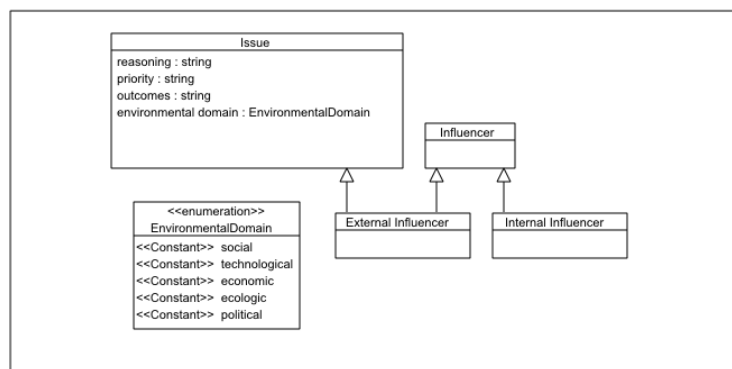 Issue
reasoning : string
priority : string
outcomes : string
environmental domain : EnvironmentalDomain
Influencer
<<enumeration>>
EnvironmentalDomain
<<Constant>> social
<<Constant>> technological
<<Constant>> economic
<<Constant>> ecologic
<<Constant>> political
External Influencer
Internal Influencer